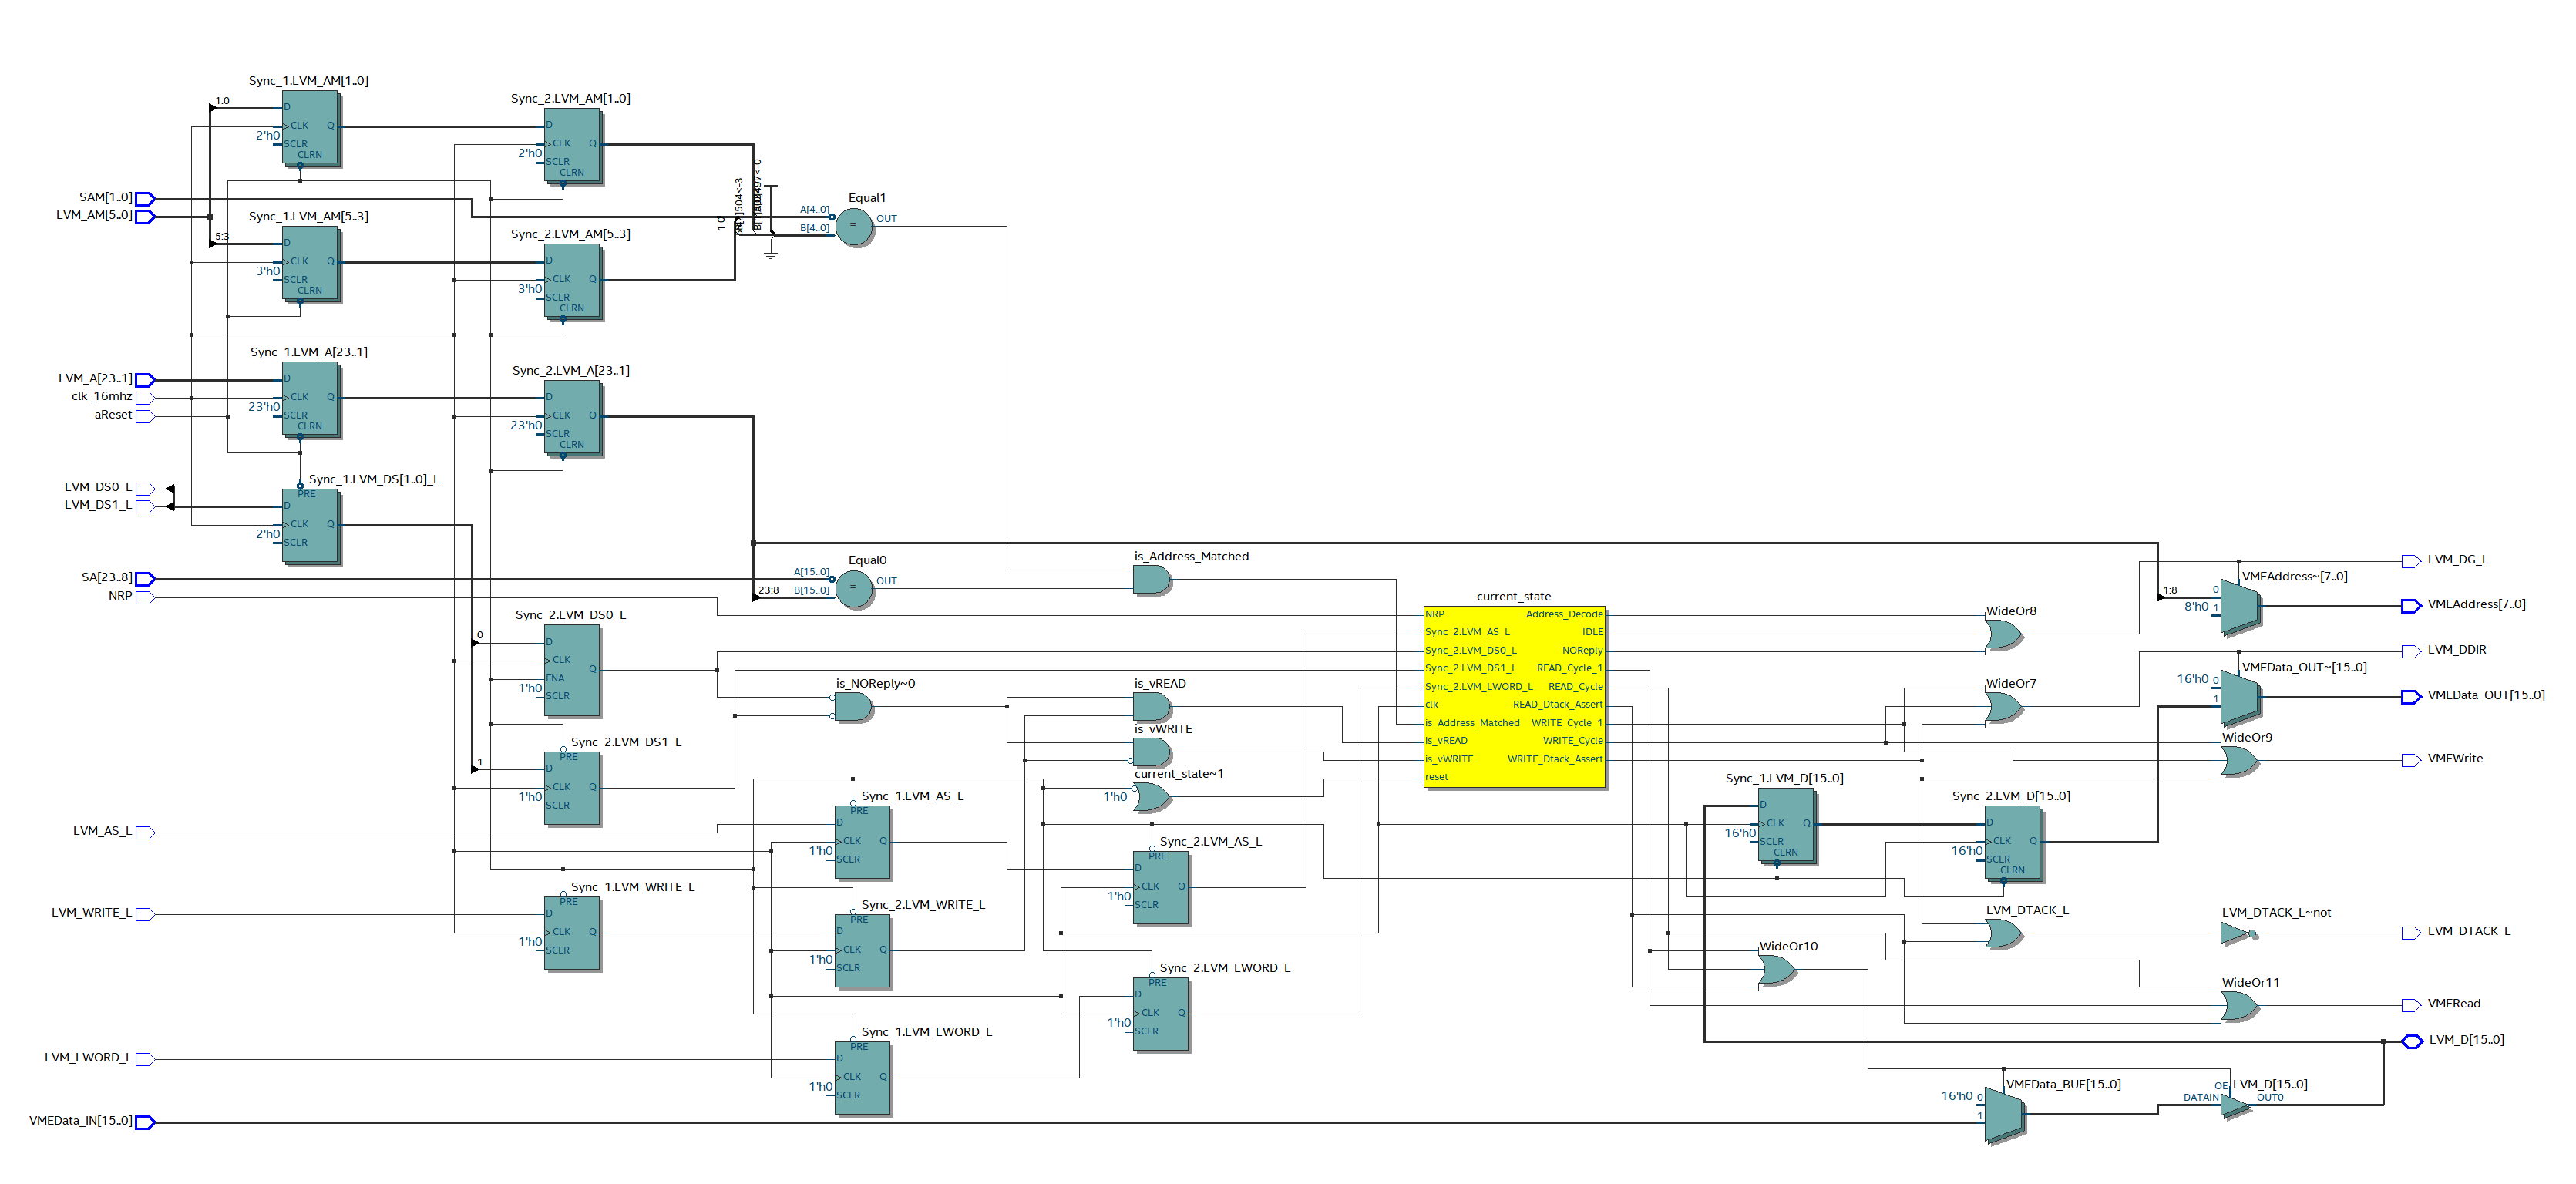 Sync_1.LVM_AM[1..0]
1:0
D
CLK
Q
2'h0
SCLR
CLRN
Sync_2.LVM_AM[1..0]
D
CLK
Q
2'h0
SCLR
CLRN
SAM[1..0]
LVM_AM[5..0]
Sync_1.LVM_AM[5..3]
5:3
D
CLK
Q
3'h0
SCLR
CLRN
Sync_2.LVM_AM[5..3]
D
CLK
Q
3'h0
SCLR
CLRN
1:0
Equal1
A[4..0]
B[4..0]
=
OUT
Sync_1.LVM_A[23..1]
LVM_A[23..1]
clk_16mhz
aReset
D
CLK
Q
23'h0
SCLR
CLRN
Sync_2.LVM_A[23..1]
D
CLK
Q
23'h0
SCLR
CLRN
LVM_DS0_L
LVM_DS1_L
Sync_1.LVM_DS[1..0]_L
PRE
D
CLK
Q
2'h0
SCLR
SA[23..8]
NRP
Equal0
23:8
A[15..0]
B[15..0]
=
OUT
is_Address_Matched
Sync_2.LVM_DS0_L
0
D
CLK
Q
ENA
1'h0
SCLR
is_NOReply~0
is_vREAD
is_vWRITE
current_state~1
1'h0
Sync_2.LVM_DS1_L
1
PRE
D
CLK
Q
1'h0
SCLR
current_state
NRP
Sync_2.LVM_AS_L
Sync_2.LVM_DS0_L
Sync_2.LVM_DS1_L
Sync_2.LVM_LWORD_L
clk
is_Address_Matched
is_vREAD
is_vWRITE
reset
Address_Decode
IDLE
NOReply
READ_Cycle_1
READ_Cycle
READ_Dtack_Assert
WRITE_Cycle_1
WRITE_Cycle
WRITE_Dtack_Assert
LVM_AS_L
Sync_1.LVM_AS_L
PRE
D
CLK
Q
1'h0
SCLR
Sync_2.LVM_AS_L
PRE
D
CLK
Q
1'h0
SCLR
LVM_WRITE_L
Sync_1.LVM_WRITE_L
PRE
D
CLK
Q
1'h0
SCLR
Sync_2.LVM_WRITE_L
PRE
D
CLK
Q
1'h0
SCLR
Sync_2.LVM_LWORD_L
PRE
D
CLK
Q
1'h0
SCLR
LVM_LWORD_L
Sync_1.LVM_LWORD_L
PRE
D
CLK
Q
1'h0
SCLR
VMEData_IN[15..0]
WideOr8
WideOr7
LVM_DG_L
VMEAddress~[7..0]
1:8
0
8'h0
1
VMEAddress[7..0]
LVM_DDIR
VMEData_OUT~[15..0]
16'h0
0
1
VMEData_OUT[15..0]
WideOr9
VMEWrite
Sync_1.LVM_D[15..0]
D
CLK
Q
16'h0
SCLR
CLRN
Sync_2.LVM_D[15..0]
D
CLK
Q
16'h0
SCLR
CLRN
LVM_DTACK_L
LVM_DTACK_L~not
LVM_DTACK_L
WideOr10
WideOr11
VMERead
LVM_D[15..0]
VMEData_BUF[15..0]
16'h0
0
1
LVM_D[15..0]
OE
DATAIN
OUT0